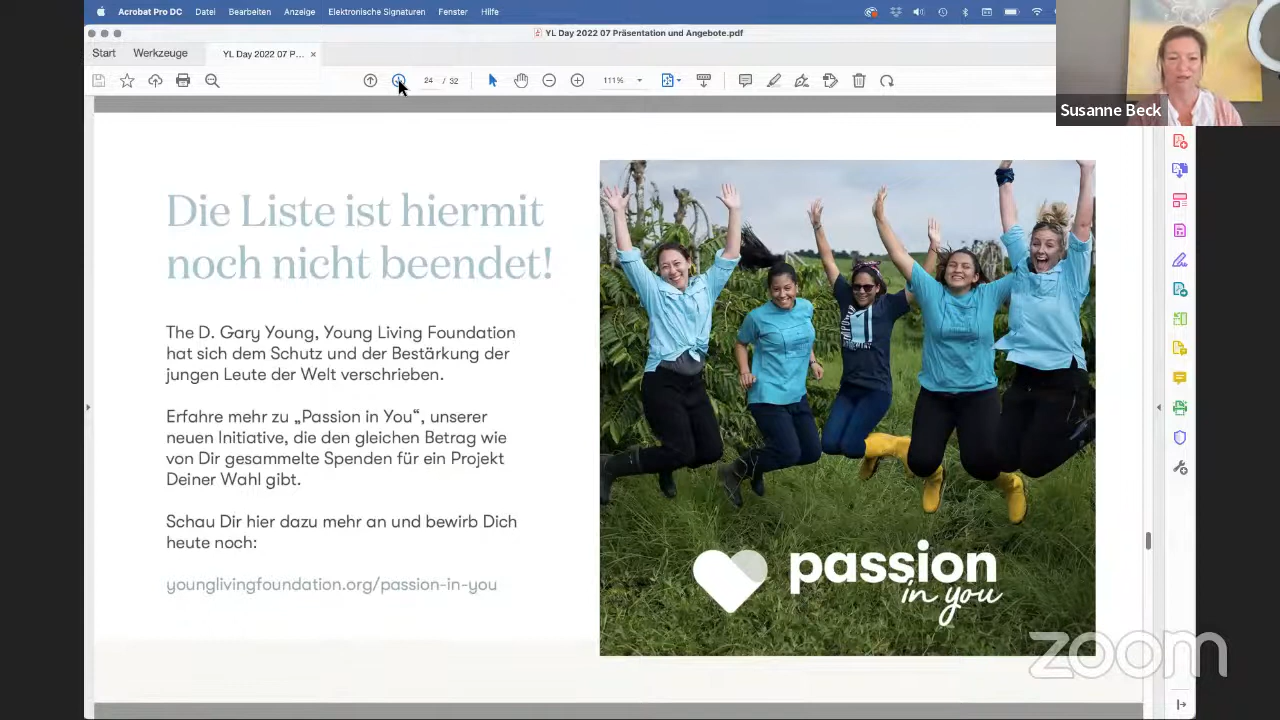 Acrobat Pro DC Datei Bearbeiten Anzeige Elektronische Signaturen Fenster Hilfe
YL Day 2022 07 Präsentation und Angebote.pdf
Start Werkzeuge YL Day 2022 07 P... ×
24 / 32 111%
Susanne Beck
Die Liste ist hiermit
noch nicht beendet!
The D. Gary Young, Young Living Foundation
hat sich dem Schutz und der Bestärkung der
jungen Leute der Welt verschrieben.
Erfahre mehr zu „Passion in You“, unserer
neuen Initiative, die den gleichen Betrag wie
von Dir gesammelte Spenden für ein Projekt
Deiner Wahl gibt.
Schau Dir hier dazu mehr an und bewirb Dich
heute noch:
younglivingfoundation.org/passion-in-you
passion
in you
zoom